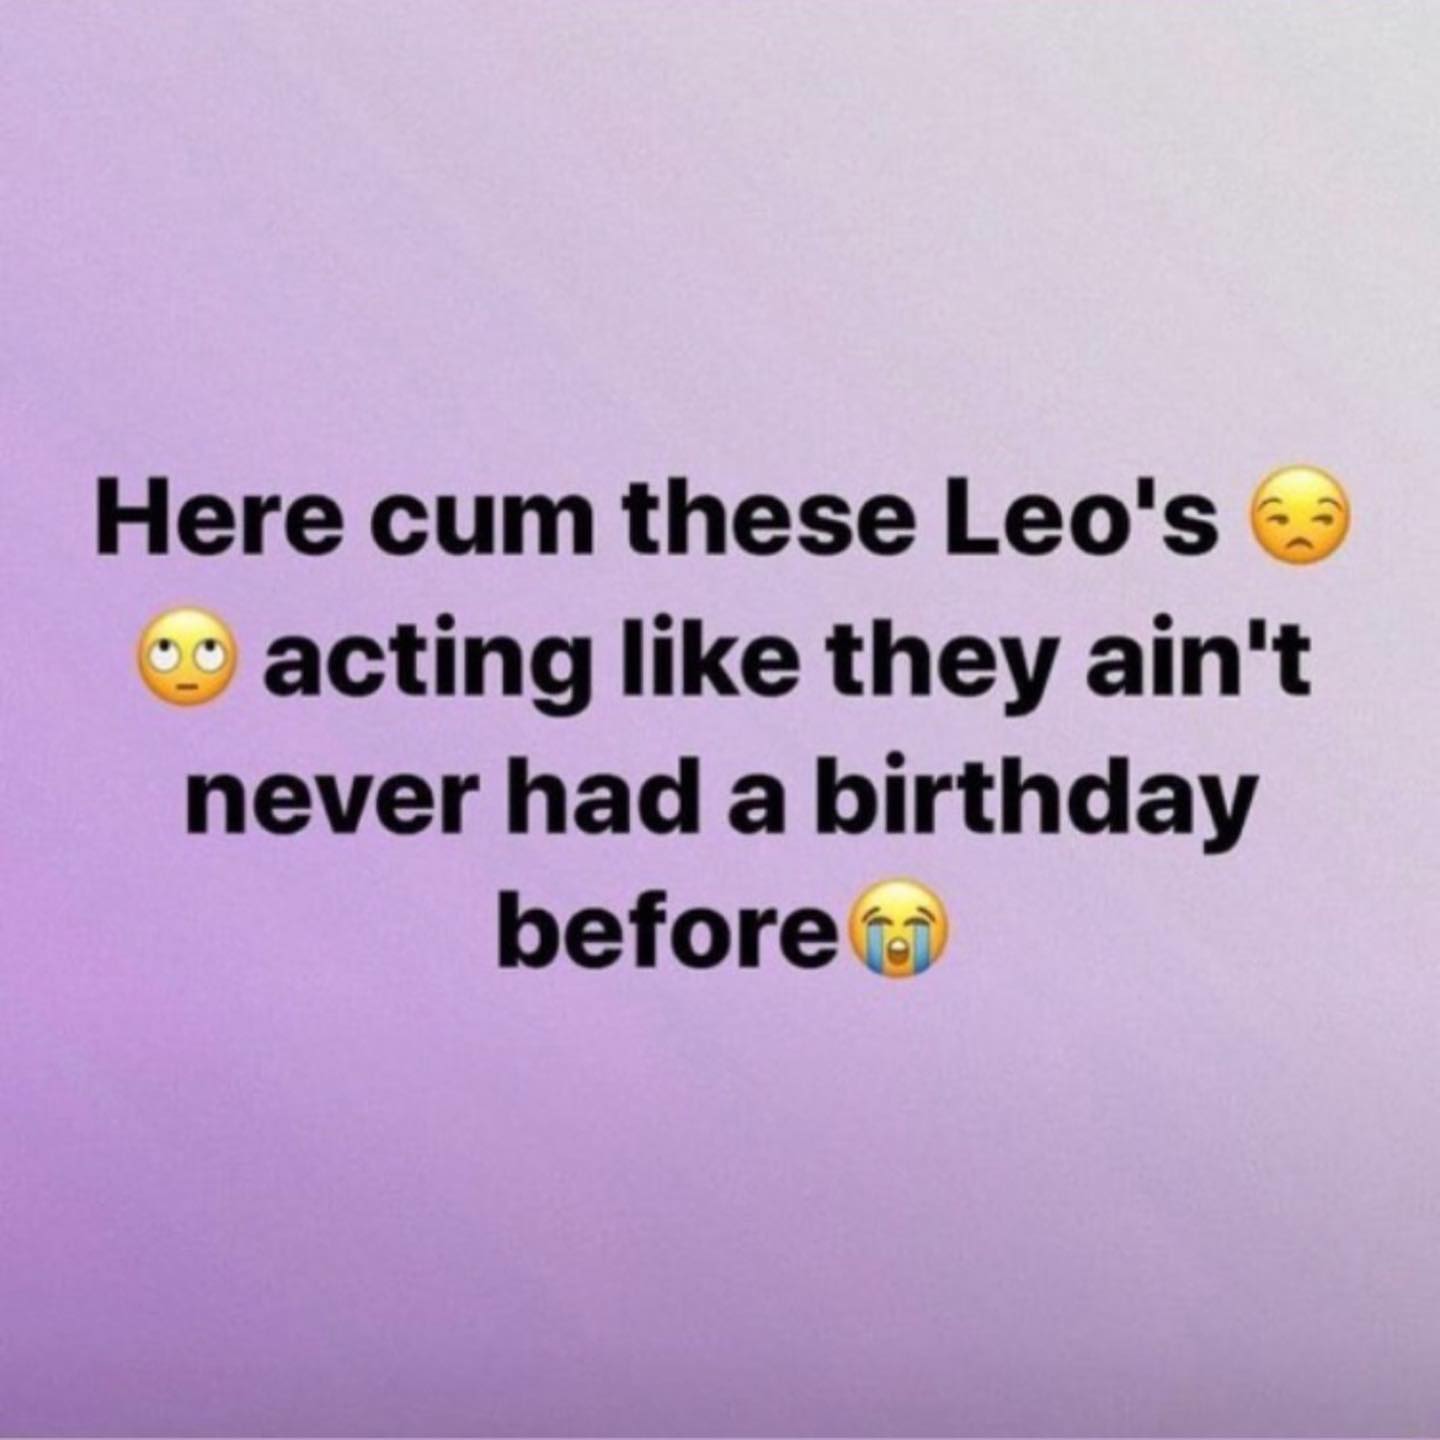 Here cum these Leo's 😒
🙄 acting like they ain't
never had a birthday
before😭